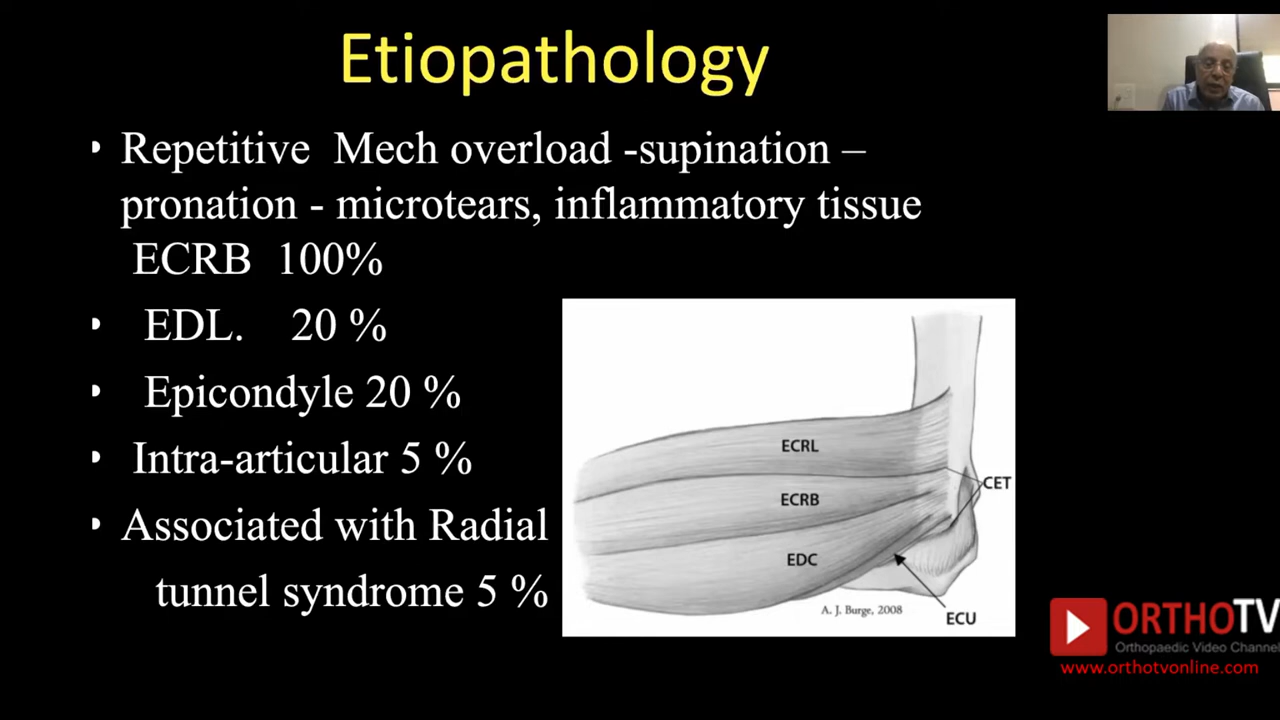 Etiopathology
• Repetitive Mech overload -supination –
pronation - microtears, inflammatory tissue
ECRB 100%
• EDL. 20 %
• Epicondyle 20 %
• Intra-articular 5 %
• Associated with Radial
tunnel syndrome 5 %
ECRL
ECRB
CET
EDC
A. J. Burge, 2008
ECU
ORTHOTV
Orthopaedic Video Channel
www.orthotvonline.com